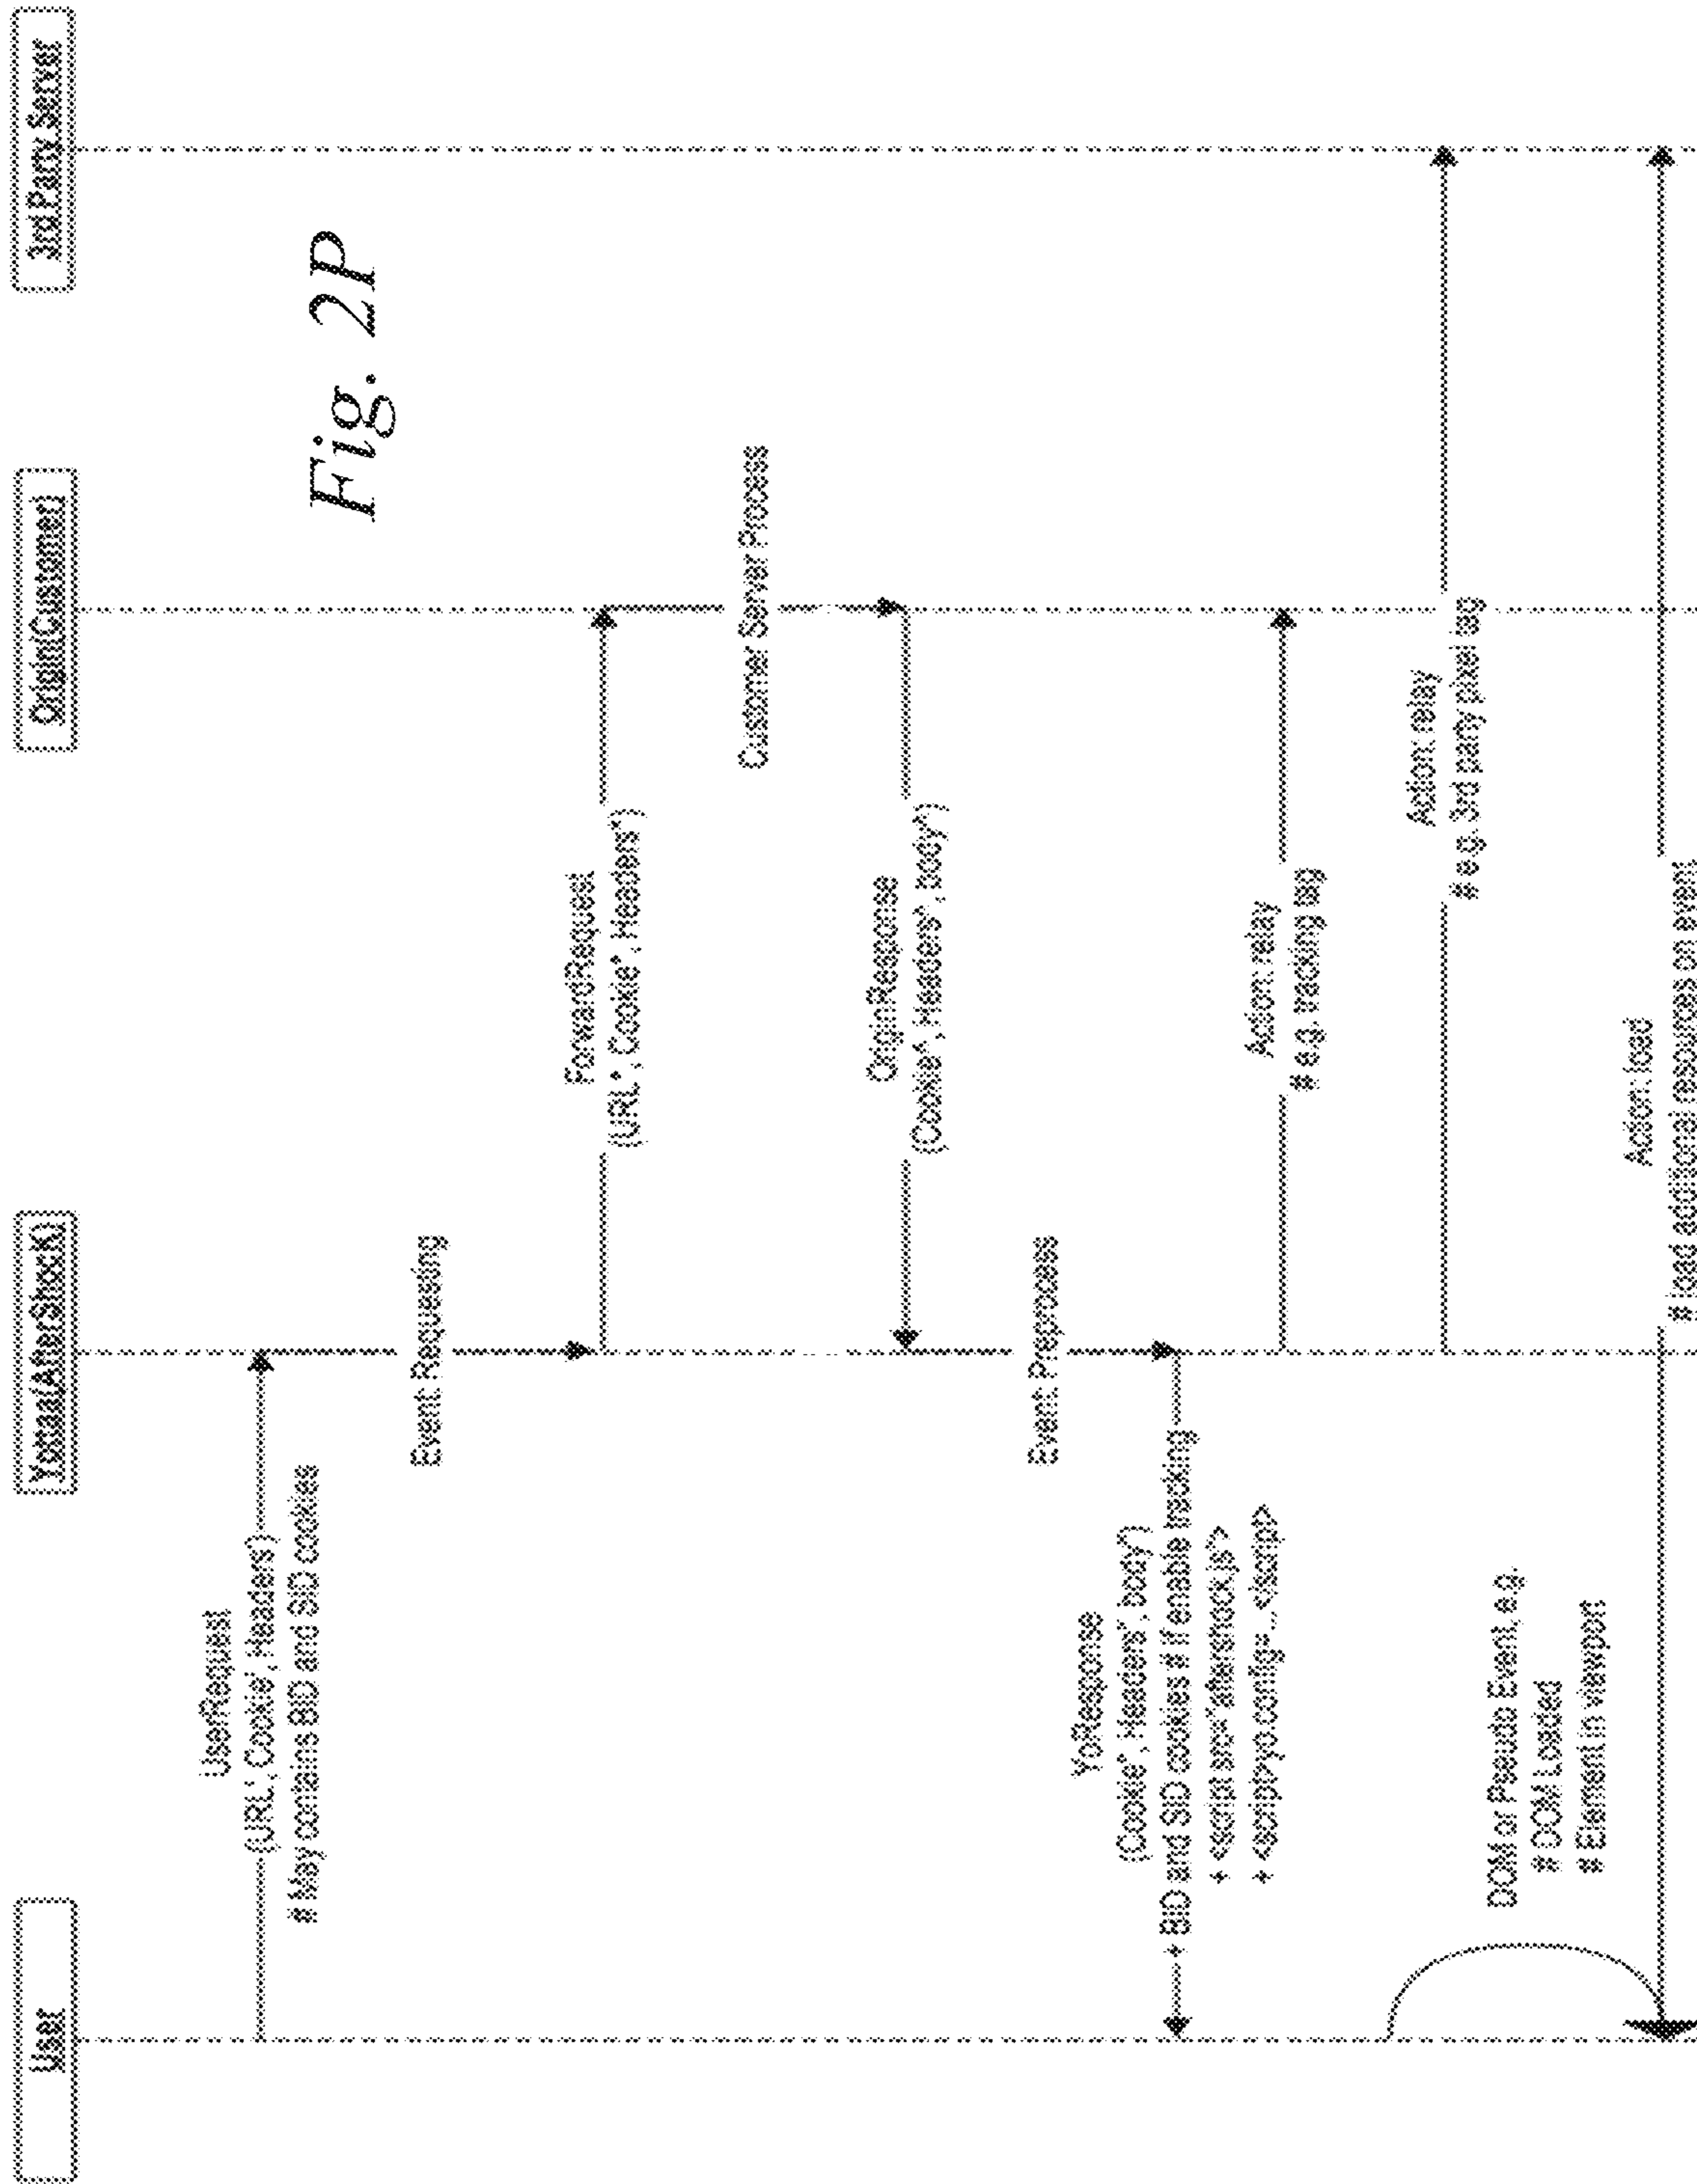 User
Yottaa(AfterShock)
Origin(Customer)
3rd Party Server
Fig. 2P
UserRequest
(URL', Cookie', Headers')
# May contains BID and SID cookies
Event: Requesting
ForwardRequest
(URL*, Cookie*, Headers*)
Customer Server Process
OriginResponse
(Cookie^, Headers^, body^)
Event: Preprocess
YoResponse
(Cookie", Headers", body")
+ BID and SID cookies if if enable tracking
+ <script src="aftershock.js">
+ <script>yo.config=...<script>
Action: relay
# e.g. tracking tag
Action: relay
# e.g. 3rd party pixel tag
DOM or Pseudo Event, e.g.
# DOM Loaded
# Element in viewport
Action: load
# load additional resources on event